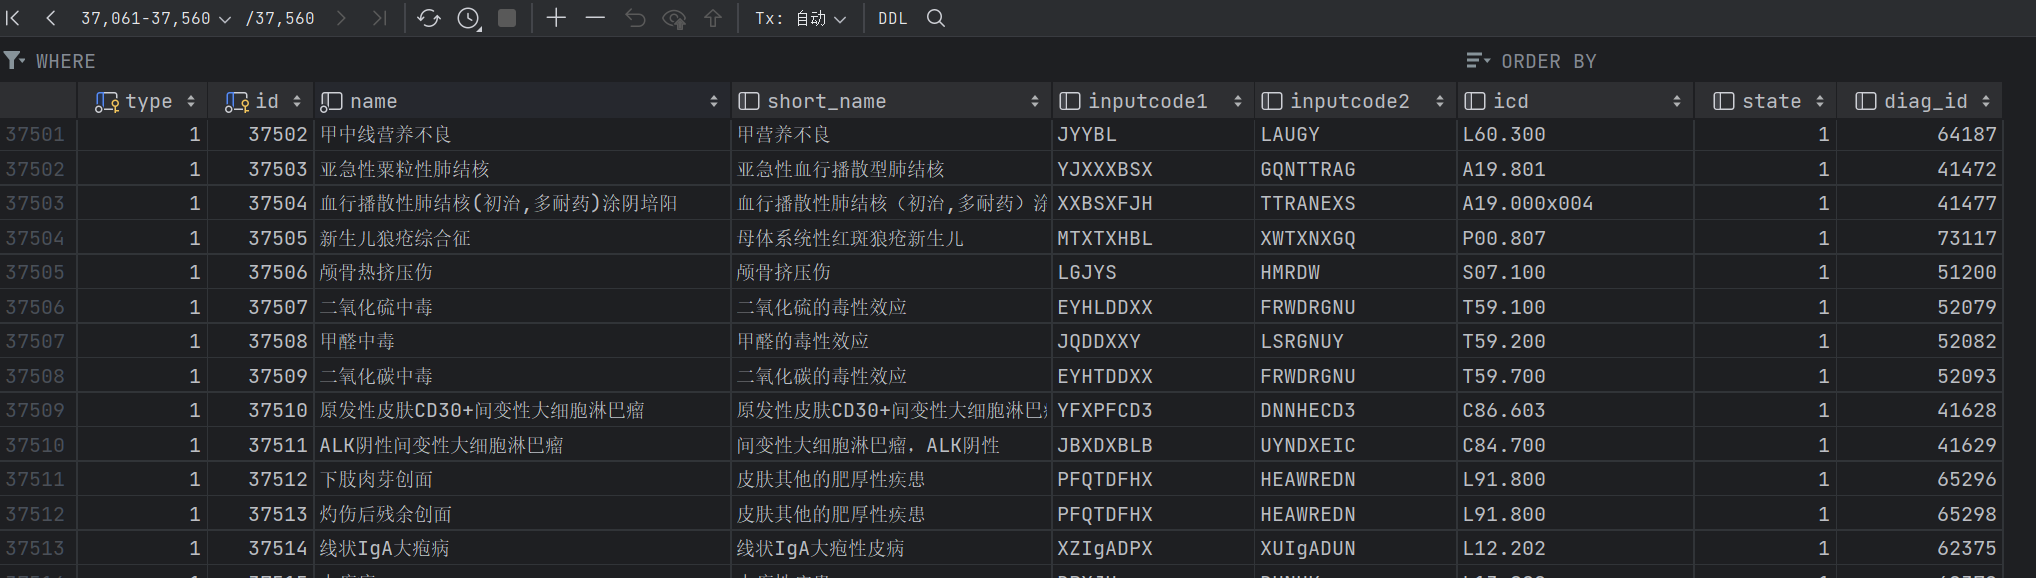 37,061-37,560 /37,560 Tx: 自动 DDL
WHERE ORDER BY
type id name short_name inputcode1 inputcode2 icd state diag_id
37501 1 37502 甲中线营养不良 甲营养不良 JYYBL LAUGY L60.300 1 64187
37502 1 37503 亚急性粟粒性肺结核 亚急性血行播散型肺结核 YJXXXBSX GQNTTRAG A19.801 1 41472
37503 1 37504 血行播散性肺结核(初治,多耐药)涂阴培阳 血行播散性肺结核（初治,多耐药）涂 XXBSXFJH TTRANEXS A19.000x004 1 41477
37504 1 37505 新生儿狼疮综合征 母体系统性红斑狼疮新生儿 MTXTXHBL XWTXNXGQ P00.807 1 73117
37505 1 37506 颅骨热挤压伤 颅骨挤压伤 LGJYS HMRDW S07.100 1 51200
37506 1 37507 二氧化硫中毒 二氧化硫的毒性效应 EYHLDDXX FRWDRGNU T59.100 1 52079
37507 1 37508 甲醛中毒 甲醛的毒性效应 JQDDXXY LSRGNUY T59.200 1 52082
37508 1 37509 二氧化碳中毒 二氧化碳的毒性效应 EYHTDDXX FRWDRGNU T59.700 1 52093
37509 1 37510 原发性皮肤CD30+间变性大细胞淋巴瘤 原发性皮肤CD30+间变性大细胞淋巴 YFXPFCD3 DNNHECD3 C86.603 1 41628
37510 1 37511 ALK阴性间变性大细胞淋巴瘤 间变性大细胞淋巴瘤，ALK阴性 JBXDXBLB UYNDXEIC C84.700 1 41629
37511 1 37512 下肢肉芽创面 皮肤其他的肥厚性疾患 PFQTDFHX HEAWREDN L91.800 1 65296
37512 1 37513 灼伤后残余创面 皮肤其他的肥厚性疾患 PFQTDFHX HEAWREDN L91.800 1 65298
37513 1 37514 线状IgA大疱病 线状IgA大疱性皮病 XZIgADPX XUIgADUN L12.202 1 62375